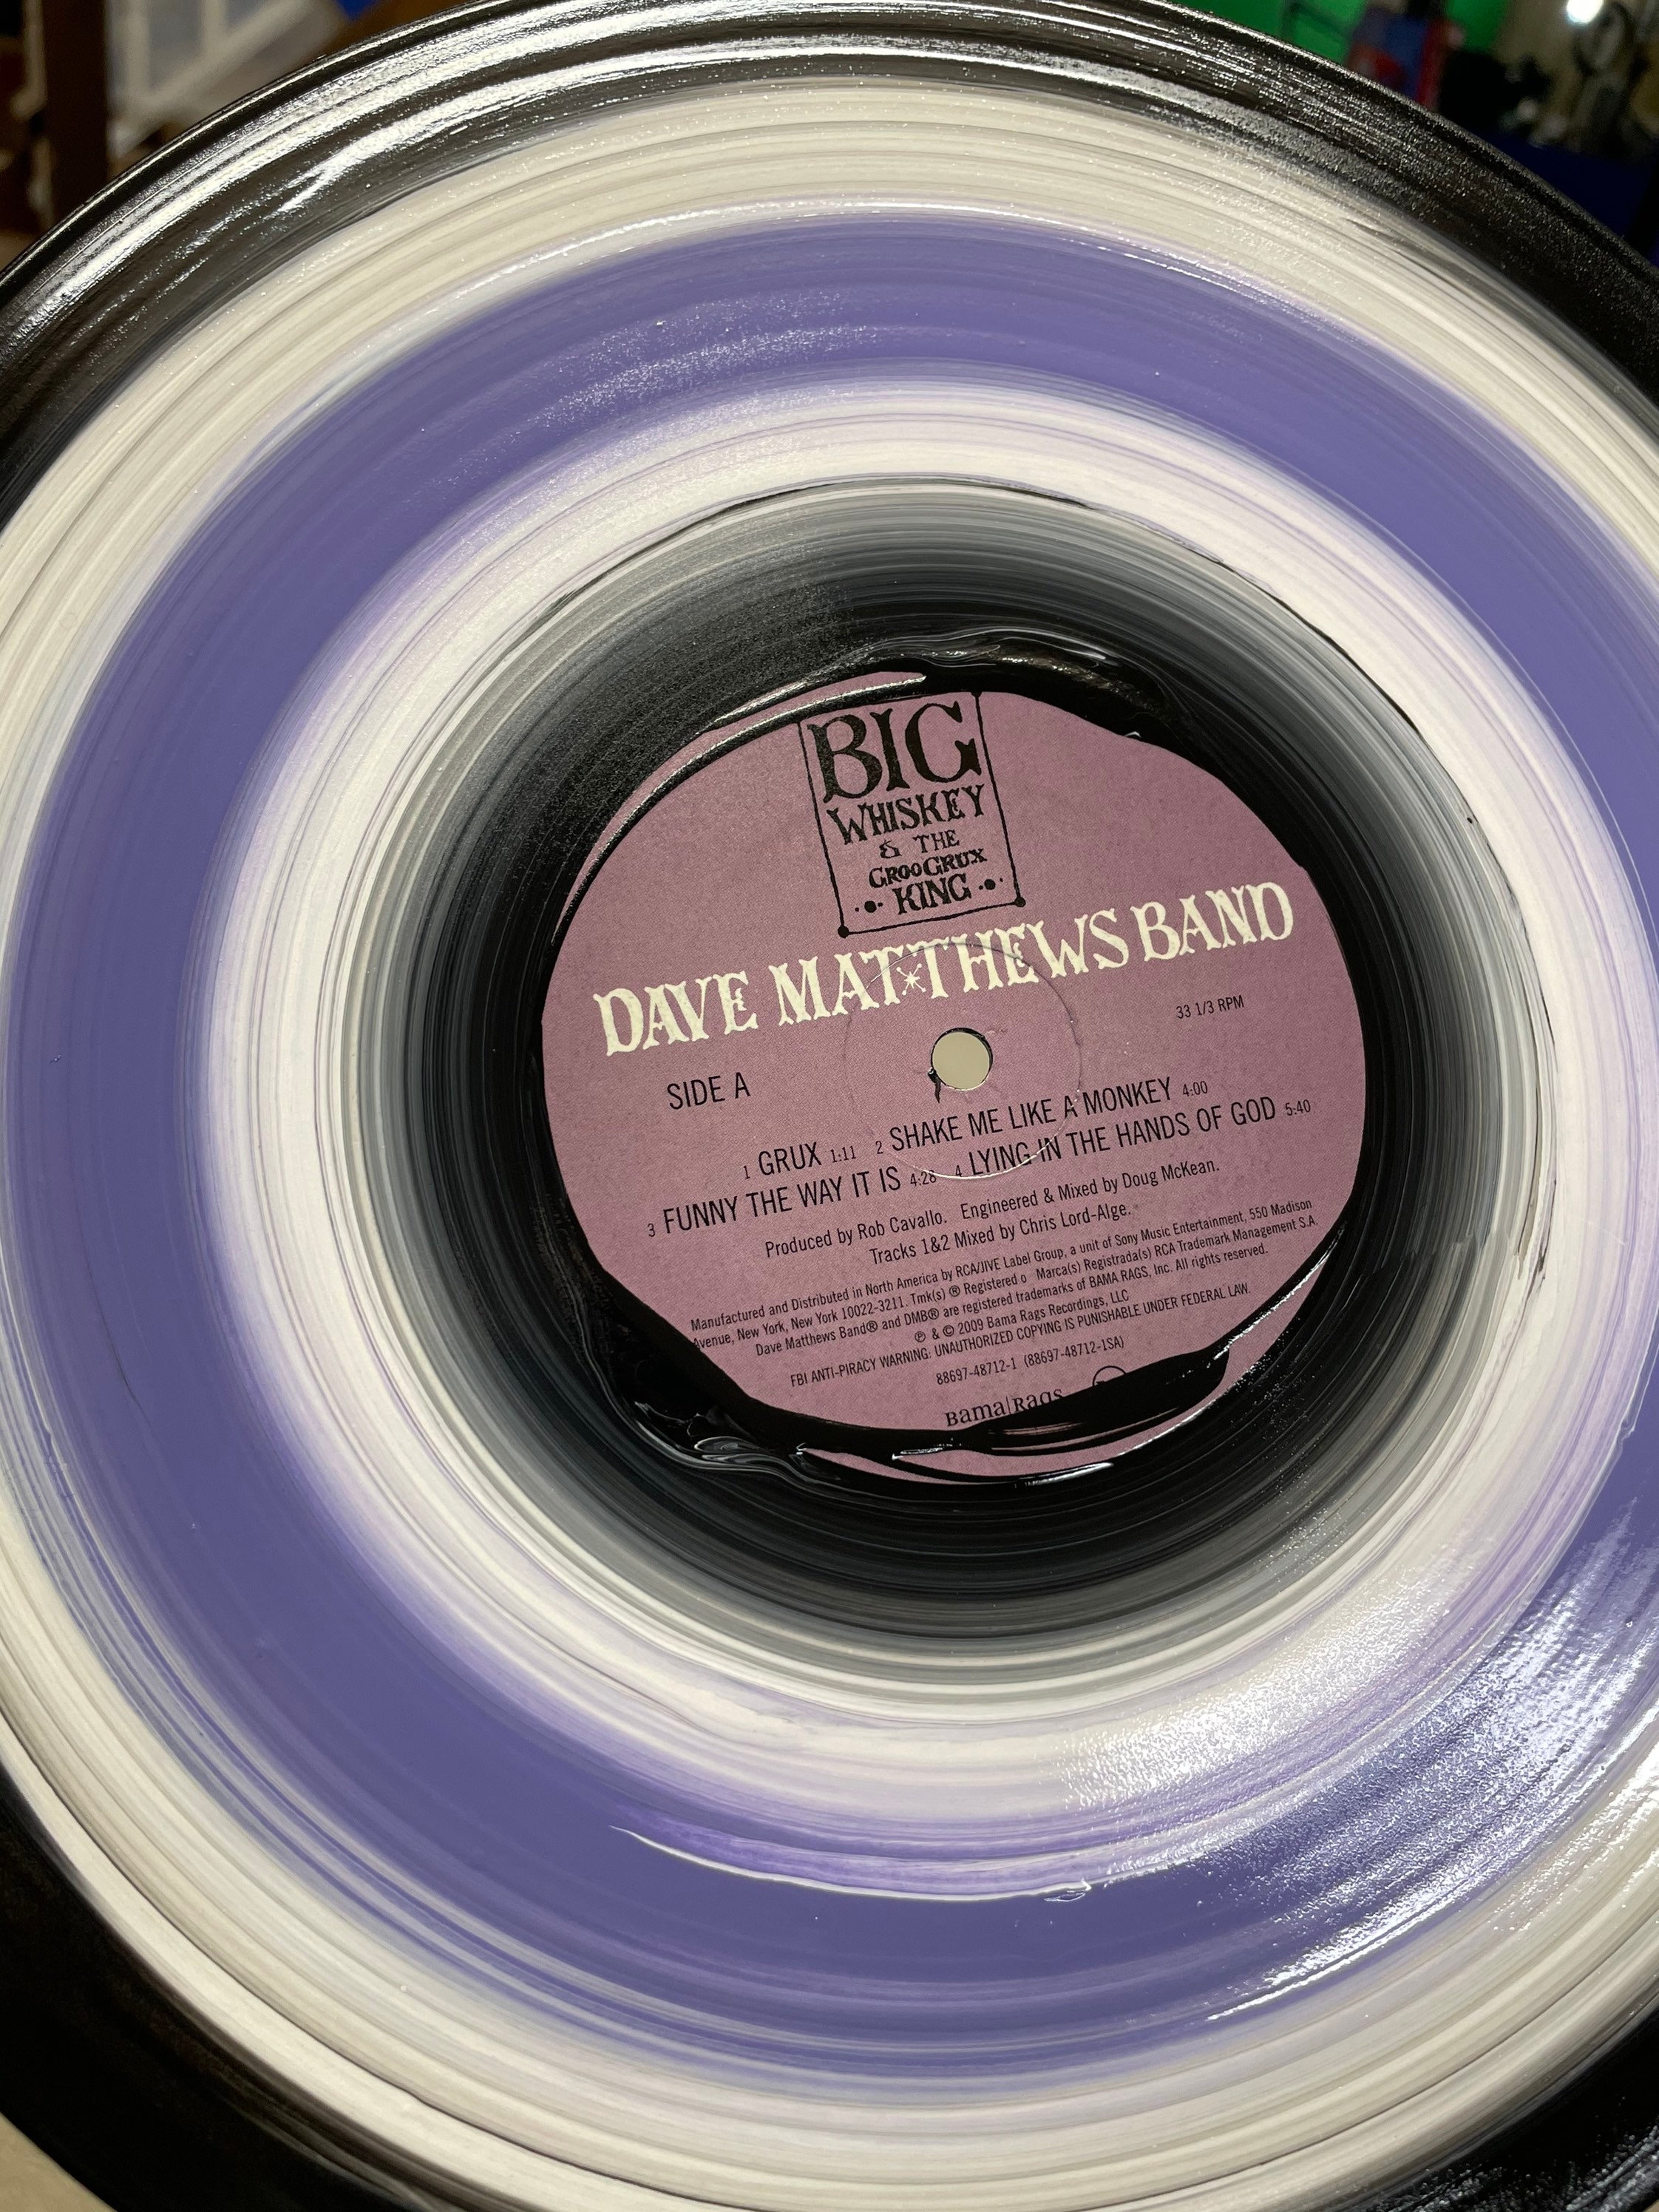 BIG
WHISKEY
& THE
GROOGRUX
KING
DAVE MATTHEWS BAND
33 1/3 RPM
SIDE A
1 GRUX 1:11 2 SHAKE ME LIKE A MONKEY 4:00
3 FUNNY THE WAY IT IS 4:28 4 LYING IN THE HANDS OF GOD 5:40
Produced by Rob Cavallo. Engineered & Mixed by Doug McKean.
Tracks 1&2 Mixed by Chris Lord-Alge.
Manufactured and Distributed in North America by RCA/JIVE Label Group, a unit of Sony Music Entertainment, 550 Madison
Avenue, New York, New York 10022-3211. Tmk(s) ® Registered o Marca(s) Registrada(s) RCA Trademark Management S.A.
Dave Matthews Band® and DMB® are registered trademarks of BAMA RAGS, Inc. All rights reserved.
℗ & © 2009 Bama Rags Recordings, LLC
FBI ANTI-PIRACY WARNING: UNAUTHORIZED COPYING IS PUNISHABLE UNDER FEDERAL LAW.
88697-48712-1 (88697-48712-1SA)
Bama|Rags